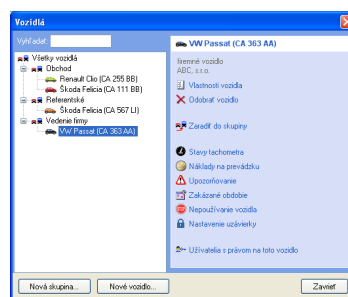 Vozidlá
Vyhľadať:
Všetky vozidlá
Obchod
Renault Clio (CA 255 BB)
Škoda Felicia (CA 111 BB)
Referentské
Škoda Felicia (CA 567 LI)
Vedenie firmy
VW Passat (CA 363 AA)
VW Passat (CA 363 AA)
firemné vozidlo
ABC, s.r.o.
Vlastnosti vozidla
Odobrať vozidlo
Zaradiť do skupiny
Stavy tachometra
Náklady na prevádzku
Upozorňovanie
Zakázané obdobie
Nepoužívanie vozidla
Nastavenie uzávierky
Užívatelia s právom na toto vozidlo
Nová skupina...
Nové vozidlo...
Zavrieť